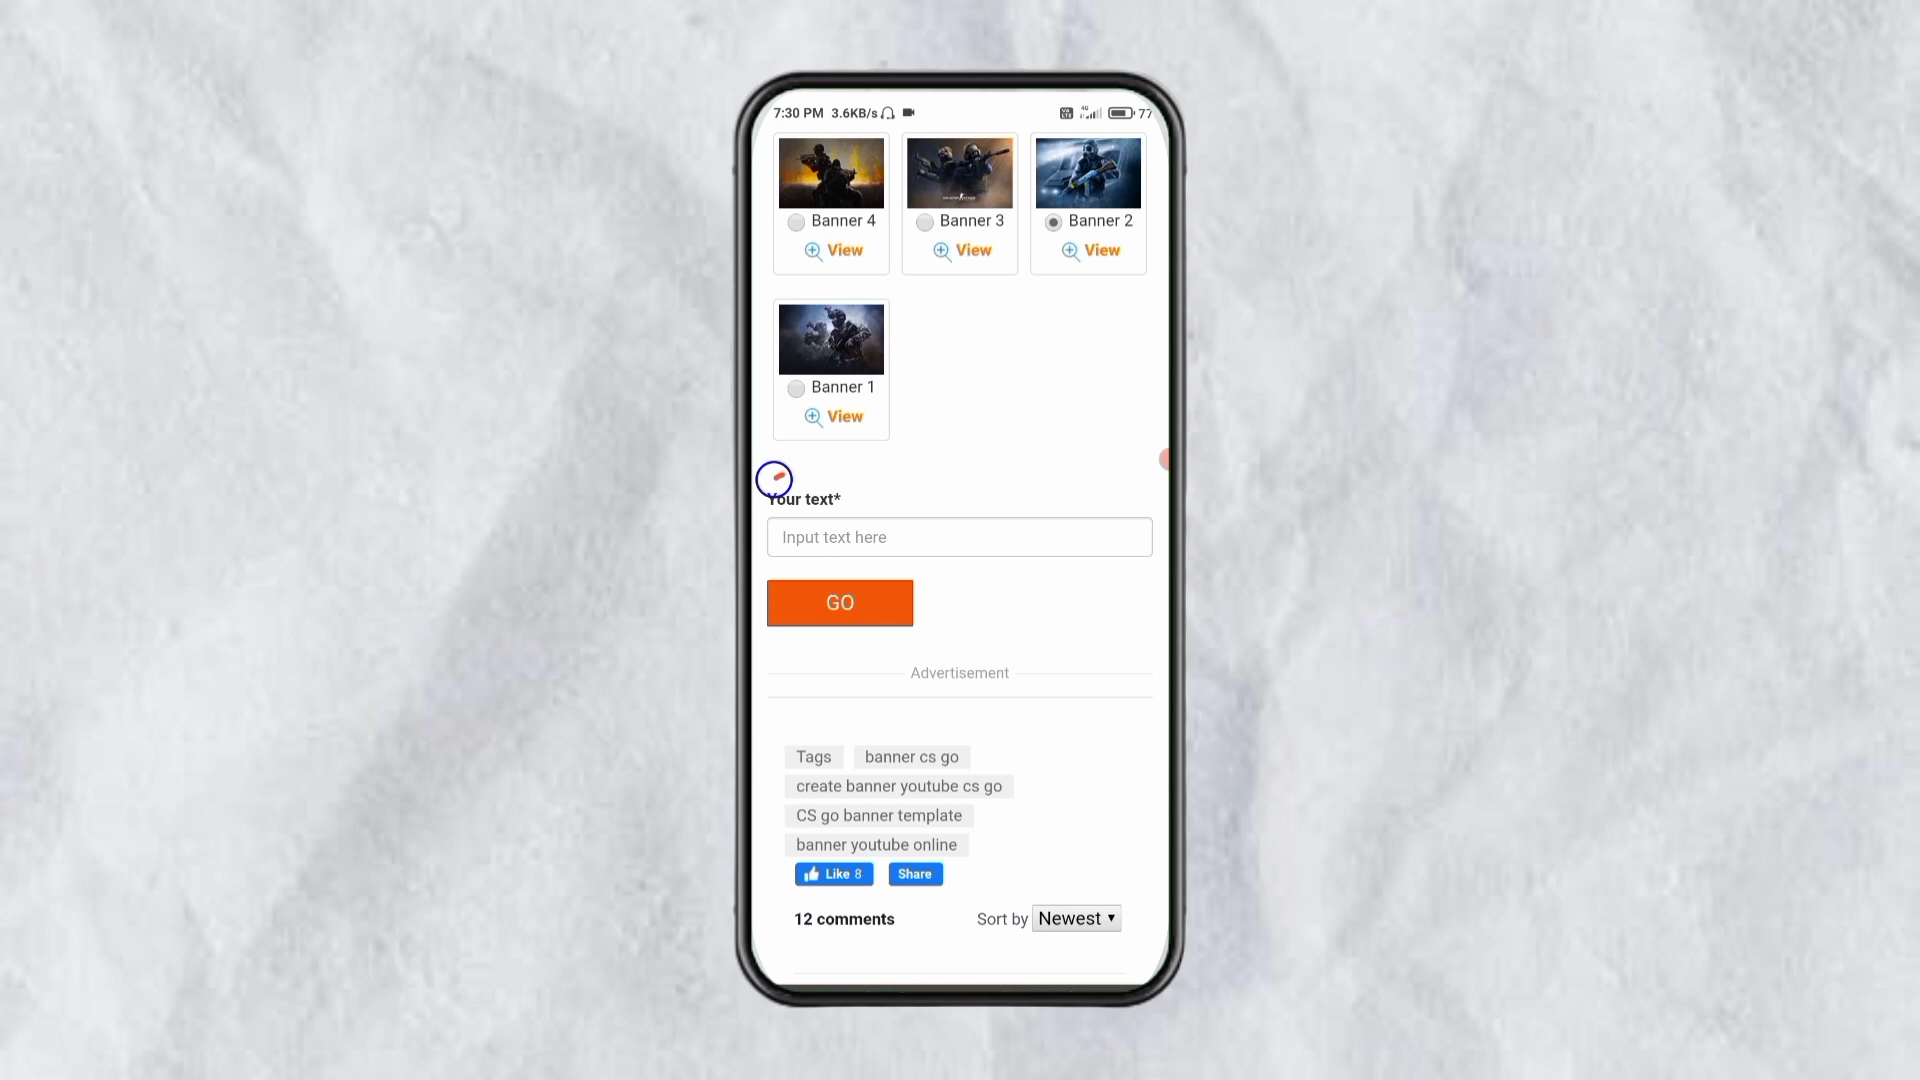 7:30 PM 3.6KB/s 4G 77
Banner 4 Banner 3 Banner 2
View View View
Banner 1
View
Your text*
Input text here
GO
Advertisement
Tags banner cs go
create banner youtube cs go
CS go banner template
banner youtube online
Like 8 Share
12 comments Sort by Newest